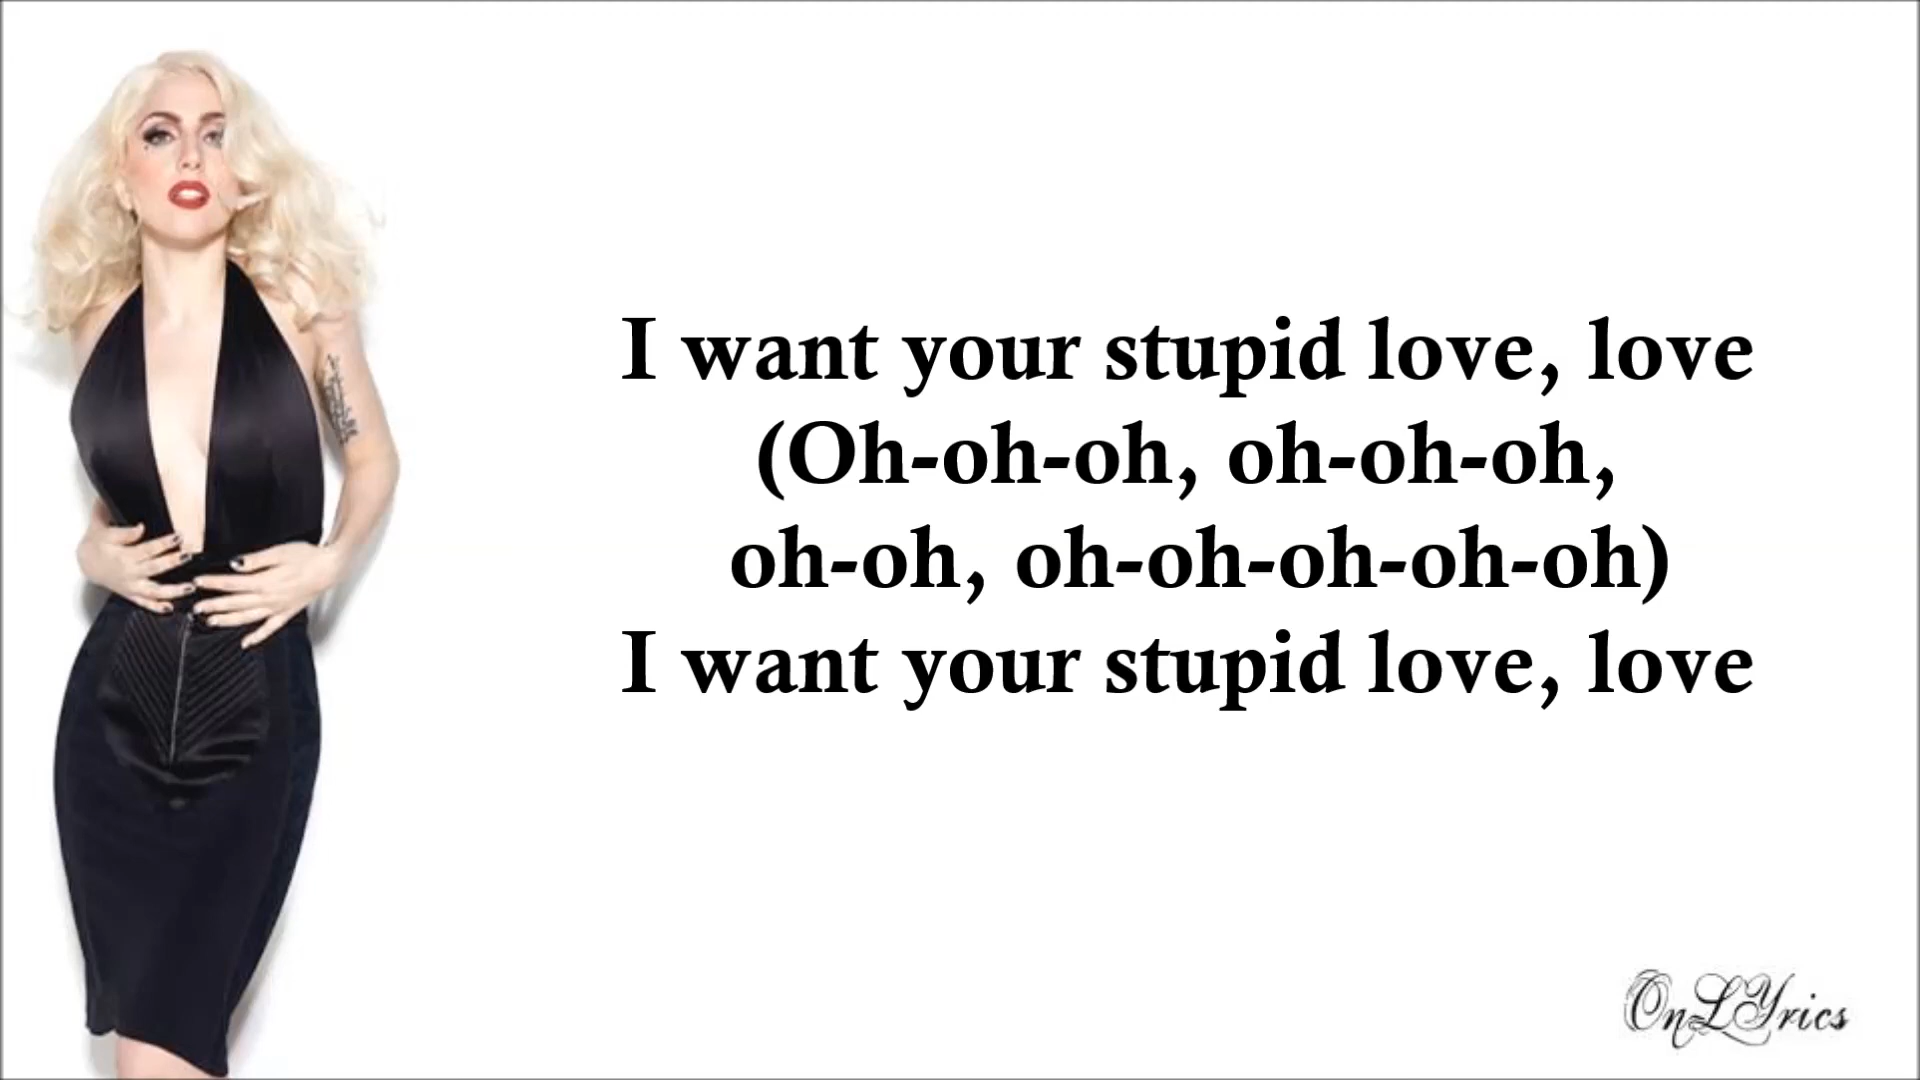 I want your stupid love, love
(Oh-oh-oh, oh-oh-oh,
oh-oh, oh-oh-oh-oh-oh)
I want your stupid love, love
OnLYrics